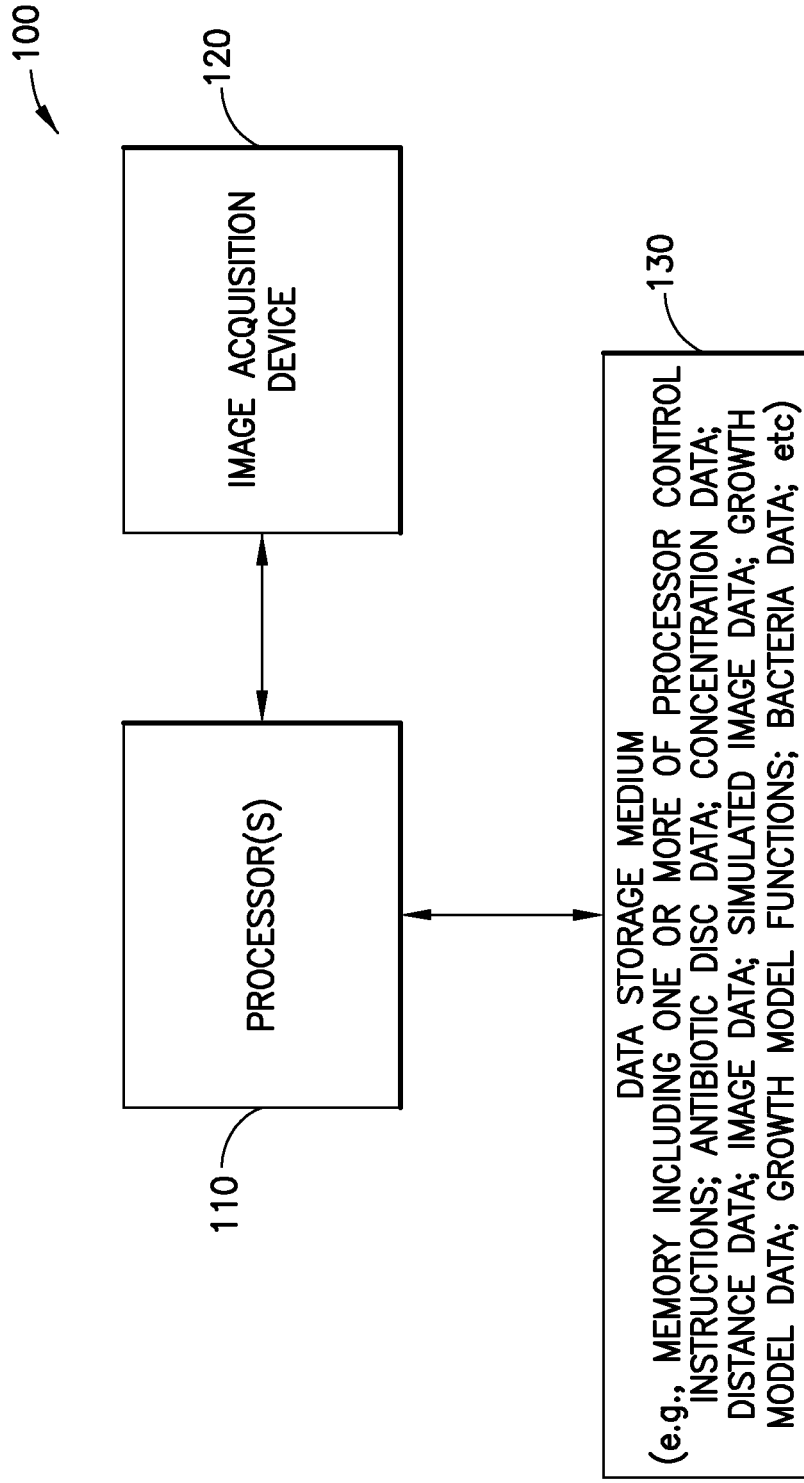 100
PROCESSOR(S)
110
IMAGE ACQUISITION
DEVICE
120
DATA STORAGE MEDIUM
(e.g., MEMORY INCLUDING ONE OR MORE OF PROCESSOR CONTROL
INSTRUCTIONS; ANTIBIOTIC DISC DATA; CONCENTRATION DATA;
DISTANCE DATA; IMAGE DATA; SIMULATED IMAGE DATA; GROWTH
MODEL DATA; GROWTH MODEL FUNCTIONS; BACTERIA DATA; etc)
130